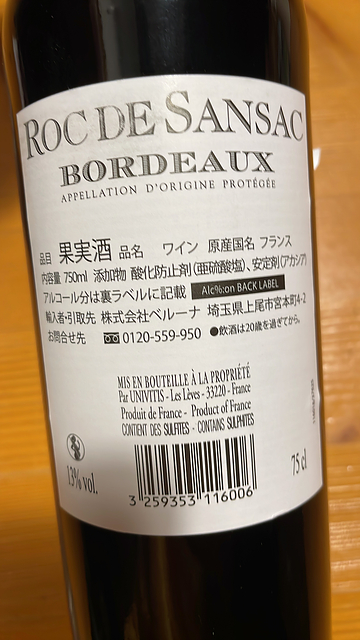 ROC DE SANSAC
BORDEAUX
APPELLATION D'ORIGINE PROTÉGÉE
品目 果実酒 品名 ワイン 原産国名 フランス
内容量 750ml 添加物 酸化防止剤(亜硫酸塩)、安定剤(アカシア)
アルコール分は裏ラベルに記載 Alc%:on BACK LABEL
輸入者・引取先 株式会社ベルーナ 埼玉県上尾市宮本町4-2
お問合せ先 0120-559-950 ●飲酒は20歳を過ぎてから。
MIS EN BOUTEILLE À LA PROPRIÉTÉ
Par UNIVITIS - Les Lèves - 33220 - France
Produit de France - Product of France
CONTENT DES SULFITES - CONTAINS SULPHITES
13% vol.
75 cl
3 259353 116006